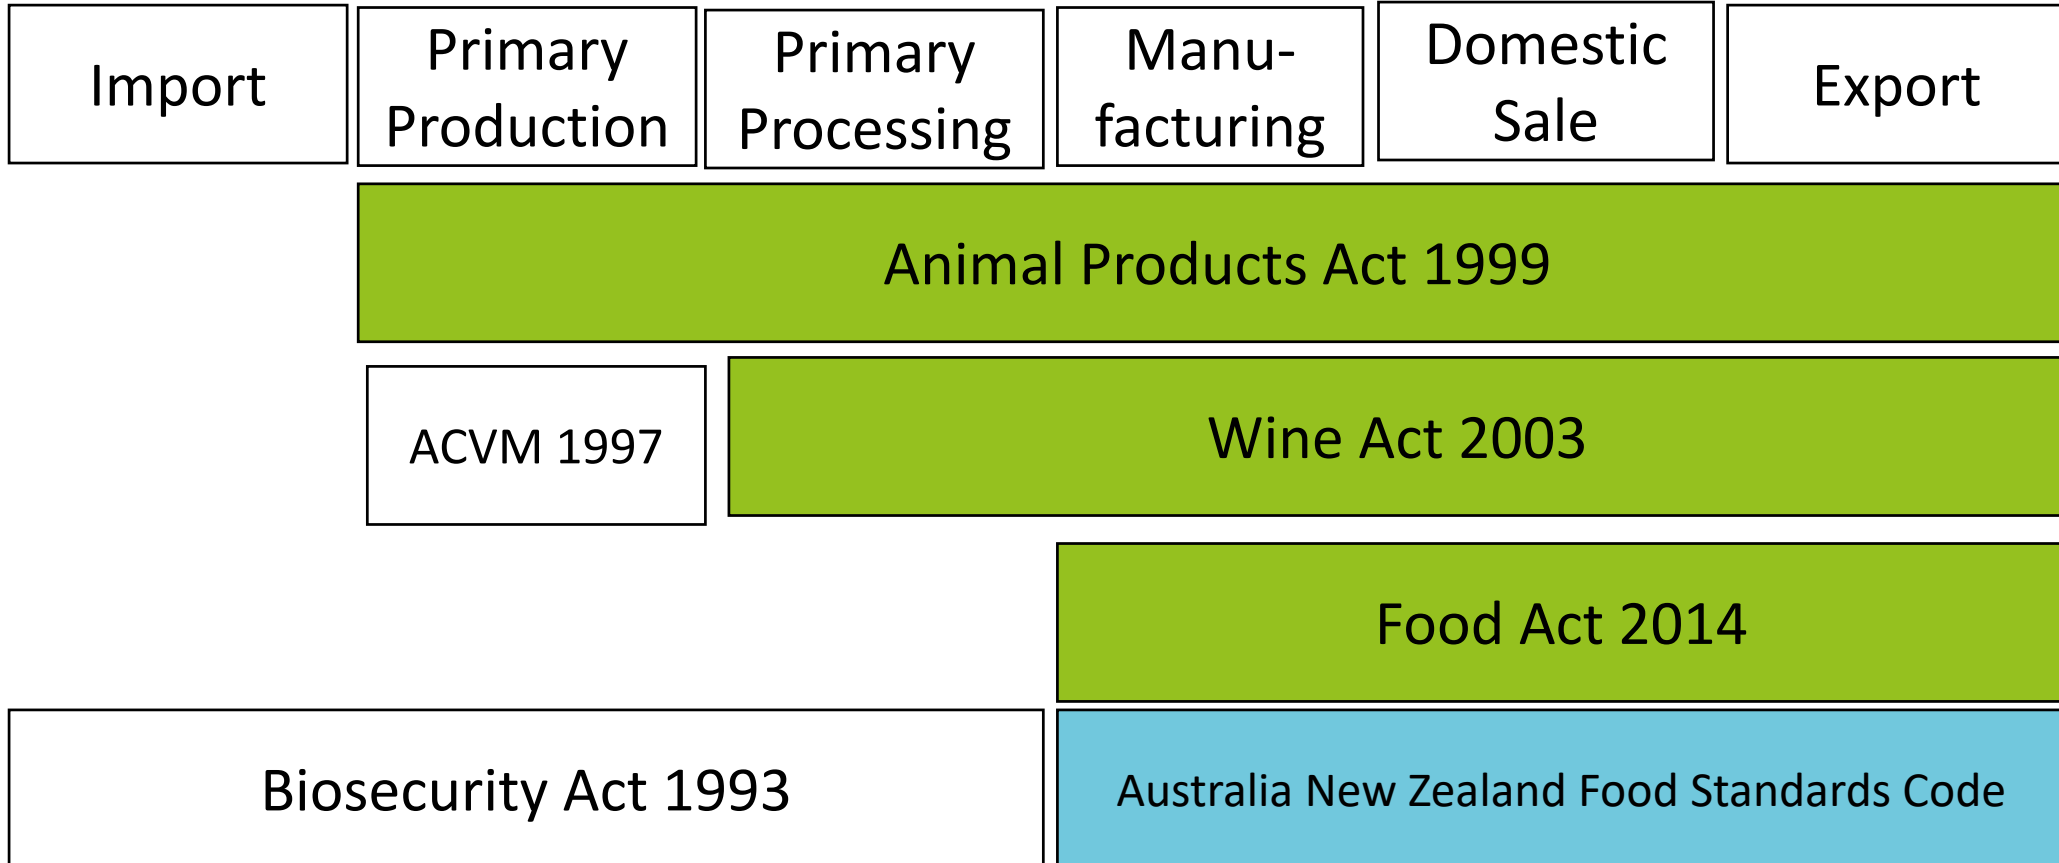 Import
Primary
Production
Primary
Processing
Manu-
facturing
Domestic
Sale
Export
Animal Products Act 1999
ACVM 1997
Wine Act 2003
Food Act 2014
Biosecurity Act 1993
Australia New Zealand Food Standards Code